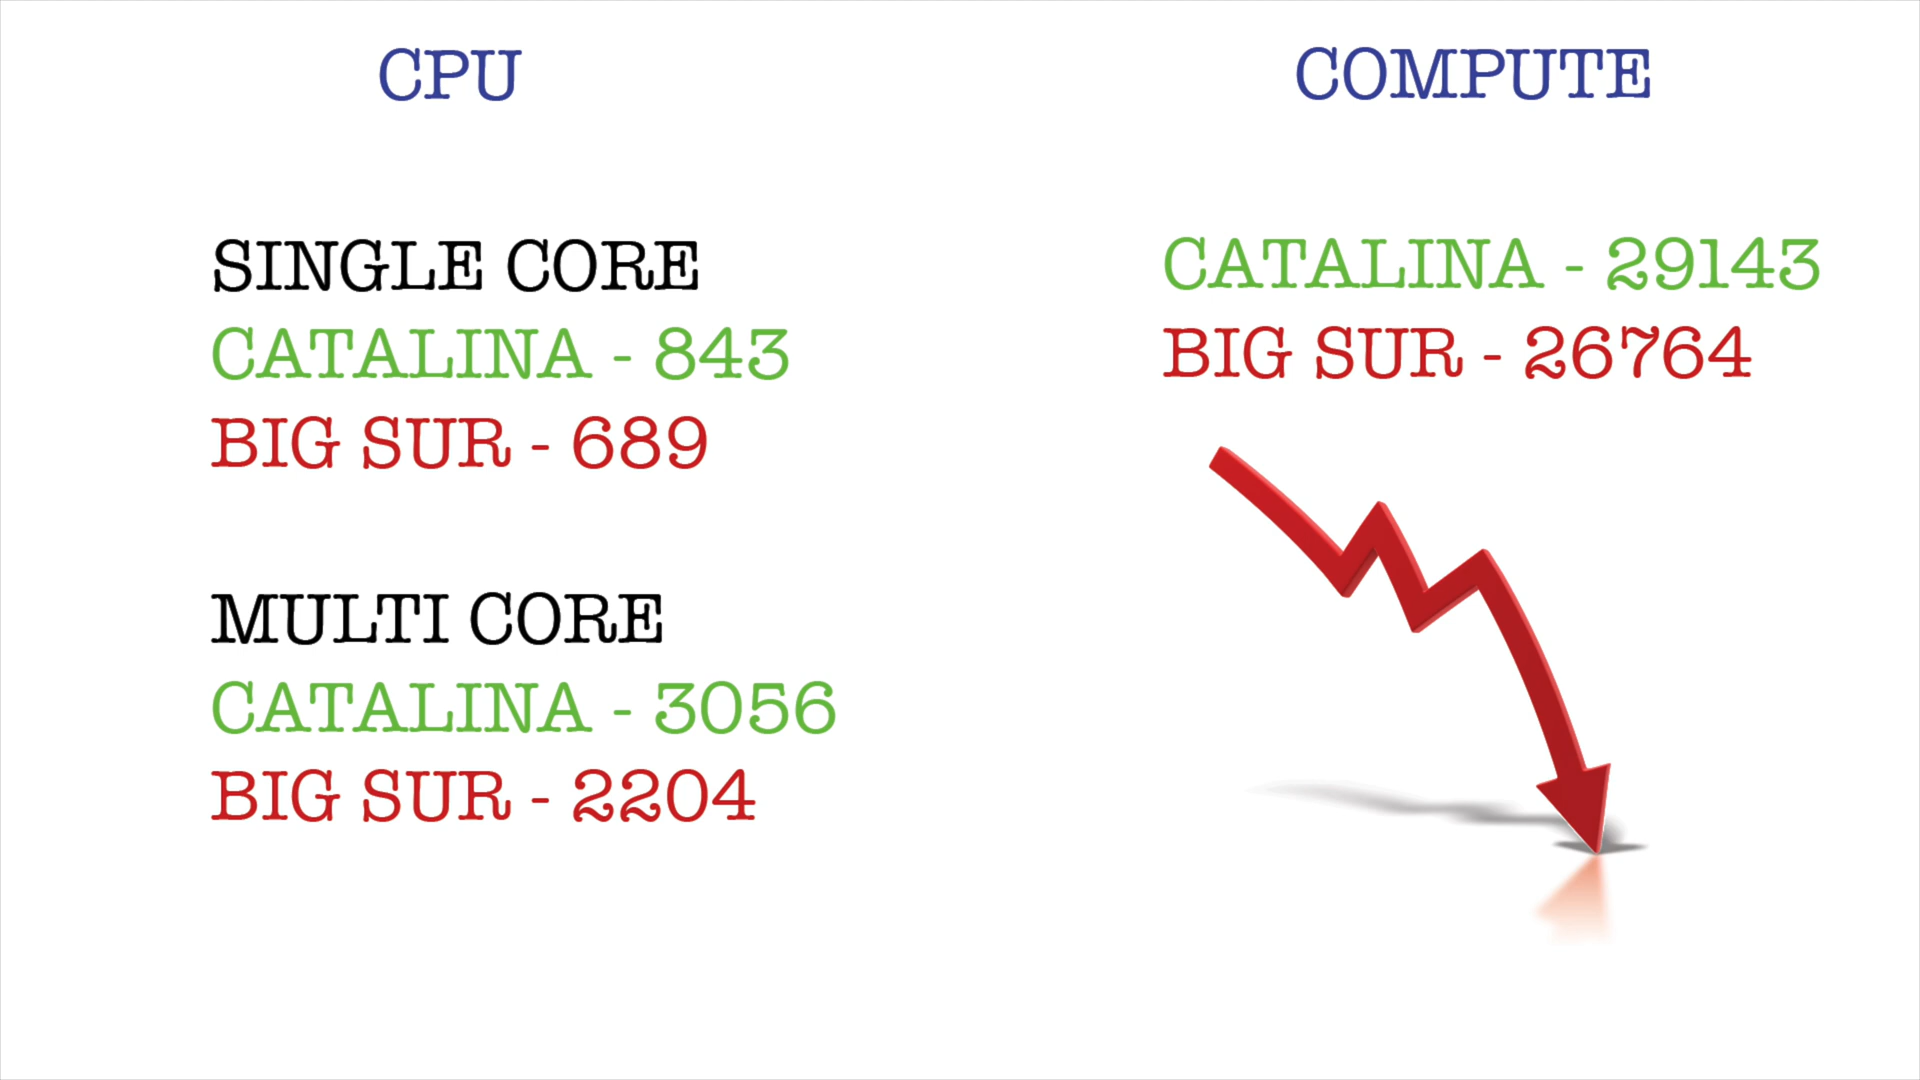 CPU
SINGLE CORE
CATALINA - 843
BIG SUR - 689
MULTI CORE
CATALINA - 3056
BIG SUR - 2204
COMPUTE
CATALINA - 29143
BIG SUR - 26764